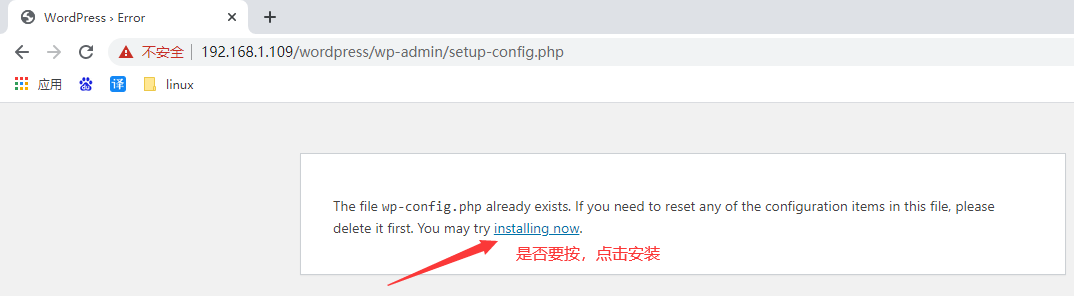 WordPress › Error
不安全
192.168.1.109/wordpress/wp-admin/setup-config.php
应用
译
linux
The file wp-config.php already exists. If you need to reset any of the configuration items in this file, please
delete it first. You may try installing now.
是否要按，点击安装